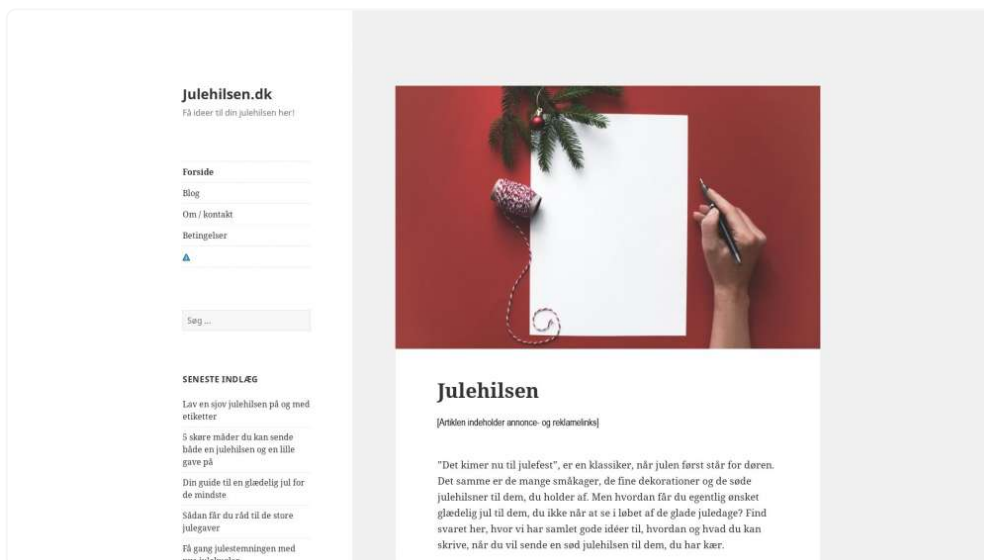 Julehilsen.dk
Få ideer til din julehilsen her!
Forside
Blog
Om / kontakt
Betingelser
Søg …
SENESTE INDLÆG
Lav en sjov julehilsen på og med
etiketter
5 skøre måder du kan sende
både en julehilsen og en lille
gave på
Din guide til en glædelig jul for
de mindste
Sådan får du råd til de store
julegaver
Få gang julestemningen med
Julehilsen
[Artiklen indeholder annonce- og reklamelinks]
"Det kimer nu til julefest", er en klassiker, når julen først står for døren.
Det samme er de mange småkager, de fine dekorationer og de søde
julehilsner til dem, du holder af. Men hvordan får du egentlig ønsket
glædelig jul til dem, du ikke når at se i løbet af de glade juledage? Find
svaret her, hvor vi har samlet gode idéer til, hvordan og hvad du kan
skrive, når du vil sende en sød julehilsen til dem, du har kær.